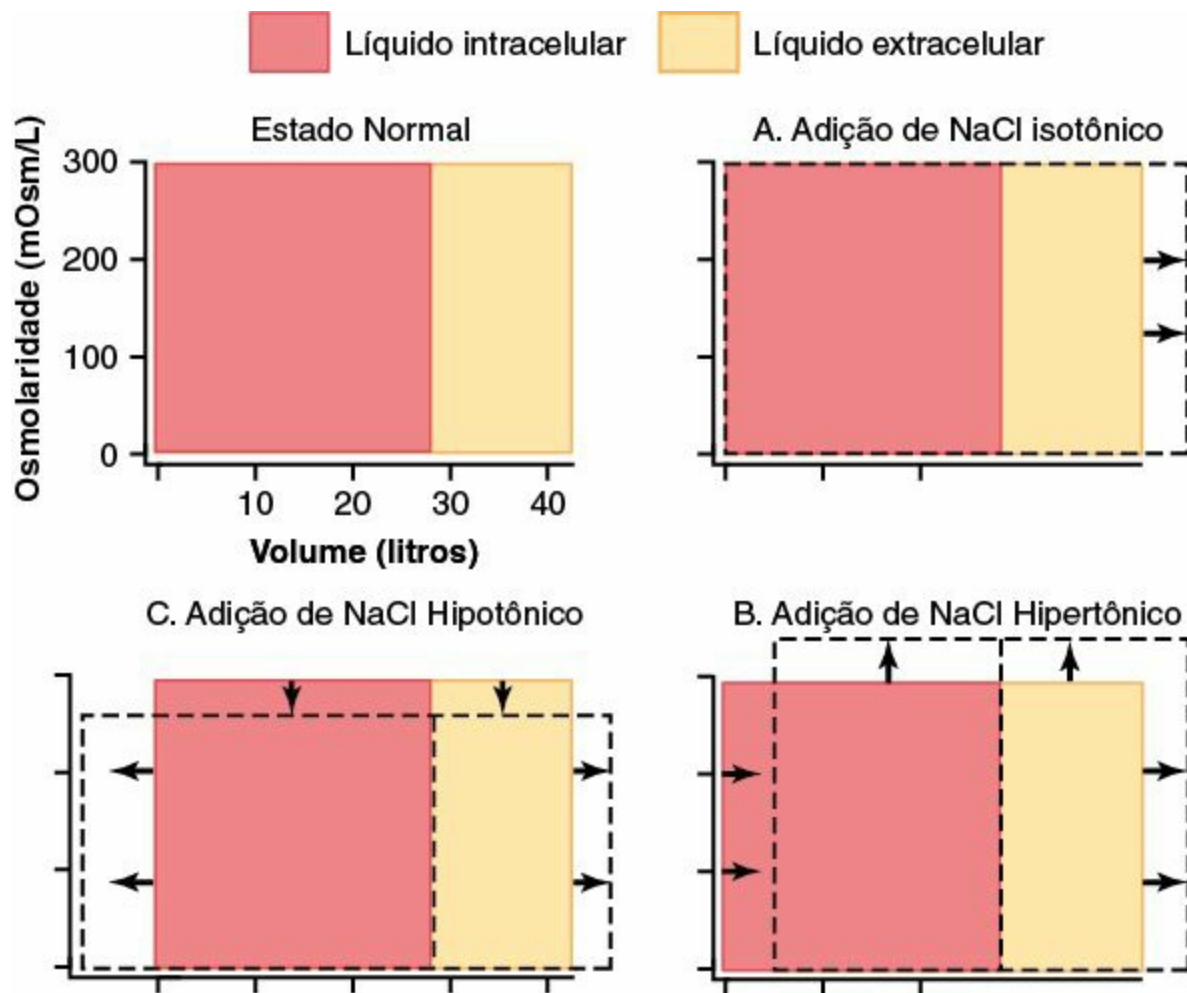 Líquido intracelular
Líquido extracelular
Estado Normal
Osmolaridade (mOsm/L)
300
200
100
0
10 20 30 40
Volume (litros)
A. Adição de NaCl isotônico
C. Adição de NaCl Hipotônico
B. Adição de NaCl Hipertônico